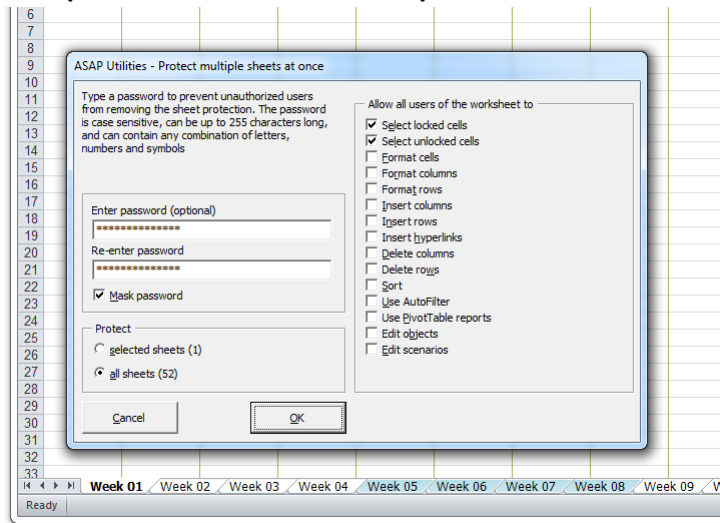 6
7
8
9
10
11
12
13
14
15
16
17
18
19
20
21
22
23
24
25
26
27
28
29
30
31
32
33
ASAP Utilities - Protect multiple sheets at once
Type a password to prevent unauthorized users
from removing the sheet protection. The password
is case sensitive, can be up to 255 characters long,
and can contain any combination of letters,
numbers and symbols
Enter password (optional)
**************
Re-enter password
**************
Mask password
Protect
selected sheets (1)
all sheets (52)
Cancel
OK
Allow all users of the worksheet to
Select locked cells
Select unlocked cells
Format cells
Format columns
Format rows
Insert columns
Insert rows
Insert hyperlinks
Delete columns
Delete rows
Sort
Use AutoFilter
Use PivotTable reports
Edit objects
Edit scenarios
Week 01 Week 02 Week 03 Week 04 Week 05 Week 06 Week 07 Week 08 Week 09
Ready